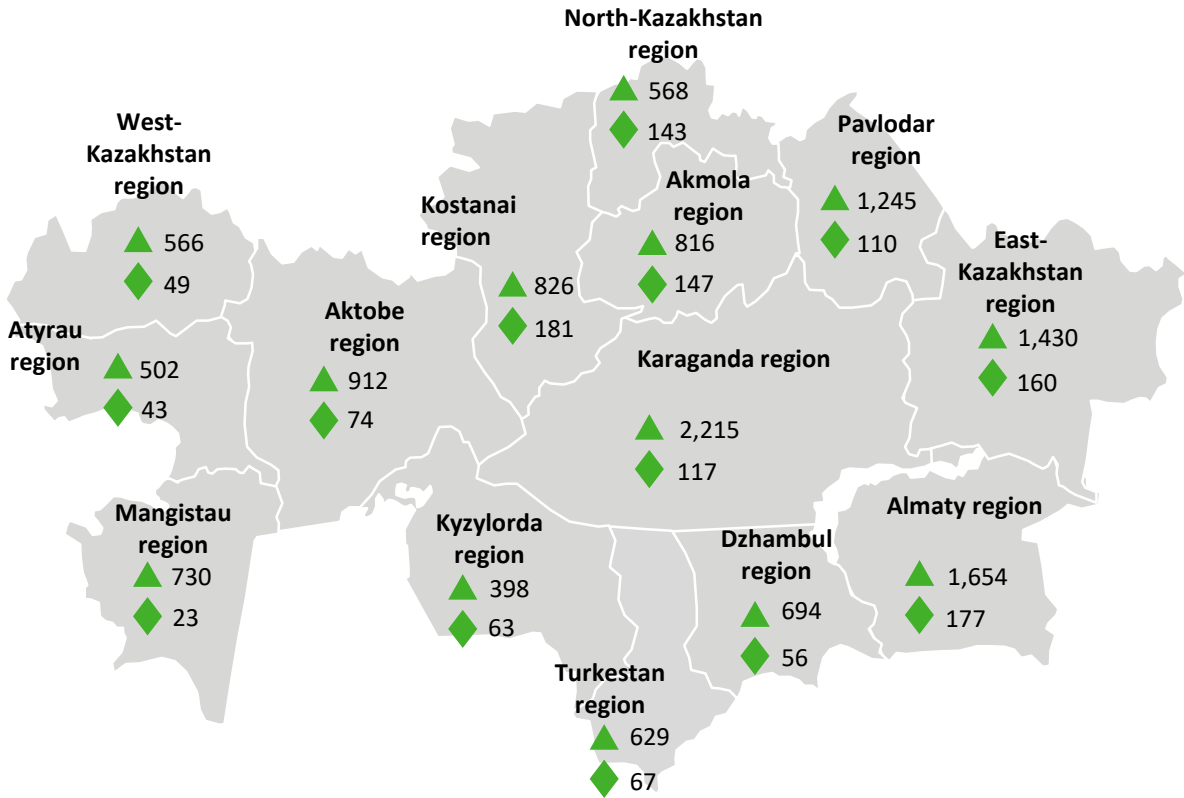 North-Kazakhstan
region
568
143
West-
Kazakhstan
region
566
49
Pavlodar
region
1,245
110
Akmola
region
816
147
Kostanai
region
826
181
East-
Kazakhstan
region
1,430
160
Atyrau
region
502
43
Aktobe
region
912
74
Karaganda region
2,215
117
Mangistau
region
730
23
Kyzylorda
region
398
63
Dzhambul
region
694
56
Almaty region
1,654
177
Turkestan
region
629
67